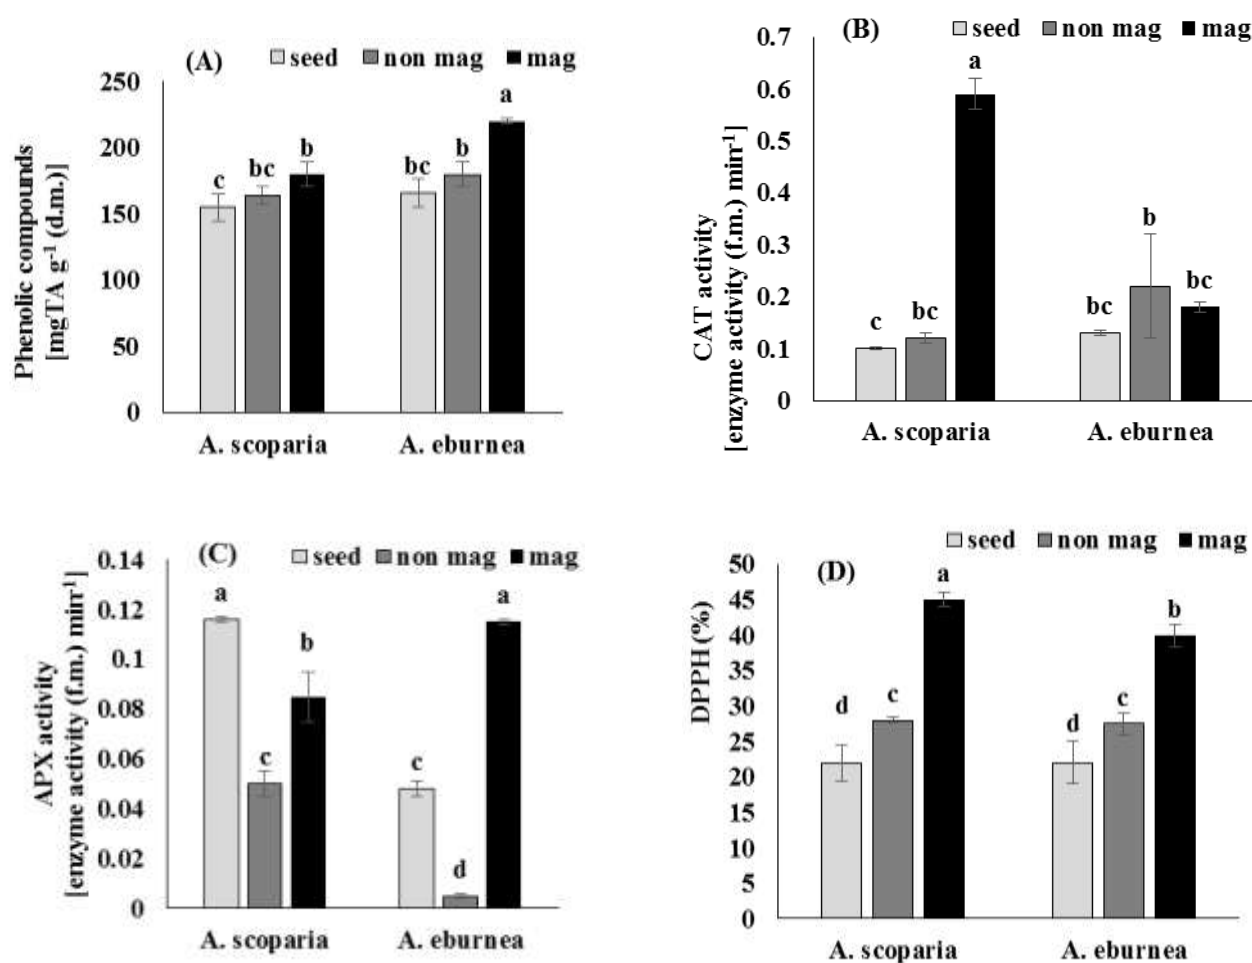 (A) seed non mag mag
Phenolic compounds
[mgTA g⁻¹ (d.m.)]
250
200
150
100
50
0
c bc b bc b a
A. scoparia A. eburnea
(B) seed non mag mag
CAT activity
[enzyme activity (f.m.) min⁻¹]
0.7
0.6
0.5
0.4
0.3
0.2
0.1
0
c bc a bc b bc
A. scoparia A. eburnea
(C) seed non mag mag
APX activity
[enzyme activity (f.m.) min⁻¹]
0.14
0.12
0.1
0.08
0.06
0.04
0.02
0
a c b c d a
A. scoparia A. eburnea
(D) seed non mag mag
DPPH (%)
50
45
40
35
30
25
20
15
10
5
0
d c a d c b
A. scoparia A. eburnea